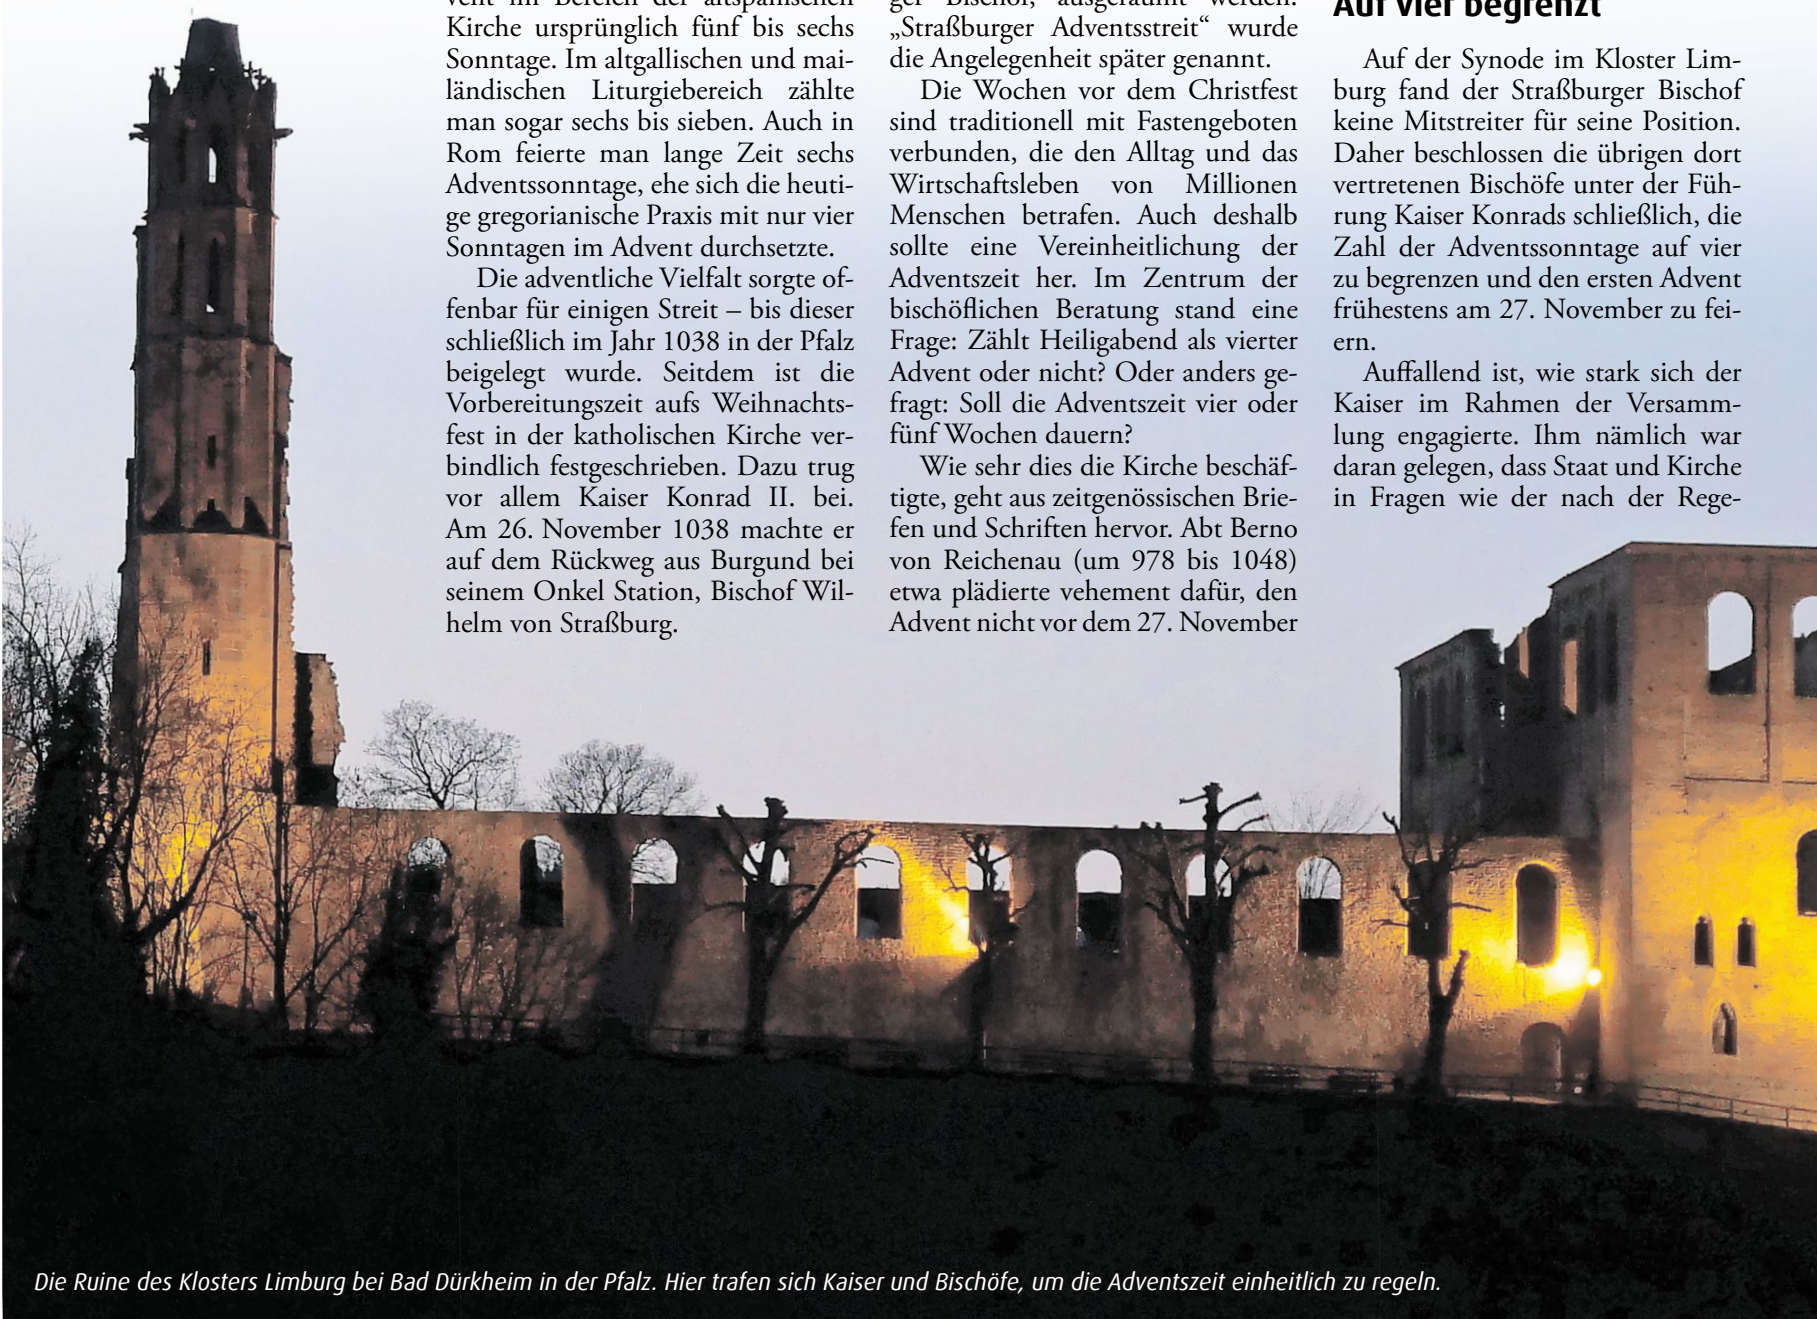 Kirche ursprünglich fünf bis sechs
Sonntage. Im altgallischen und mai-
ländischen Liturgiebereich zählte
man sogar sechs bis sieben. Auch in
Rom feierte man lange Zeit sechs
Adventssonntage, ehe sich die heuti-
ge gregorianische Praxis mit nur vier
Sonntagen im Advent durchsetzte.
Die adventliche Vielfalt sorgte of-
fenbar für einigen Streit – bis dieser
schließlich im Jahr 1038 in der Pfalz
beigelegt wurde. Seitdem ist die
Vorbereitungszeit aufs Weihnachts-
fest in der katholischen Kirche ver-
bindlich festgeschrieben. Dazu trug
vor allem Kaiser Konrad II. bei.
Am 26. November 1038 machte er
auf dem Rückweg aus Burgund bei
seinem Onkel Station, Bischof Wil-
helm von Straßburg.
ger Bischof, ausgeräumt werden.
„Straßburger Adventsstreit“ wurde
die Angelegenheit später genannt.
Die Wochen vor dem Christfest
sind traditionell mit Fastengeboten
verbunden, die den Alltag und das
Wirtschaftsleben von Millionen
Menschen betrafen. Auch deshalb
sollte eine Vereinheitlichung der
Adventszeit her. Im Zentrum der
bischöflichen Beratung stand eine
Frage: Zählt Heiligabend als vierter
Advent oder nicht? Oder anders ge-
fragt: Soll die Adventszeit vier oder
fünf Wochen dauern?
Wie sehr dies die Kirche beschäf-
tigte, geht aus zeitgenössischen Brie-
fen und Schriften hervor. Abt Berno
von Reichenau (um 978 bis 1048)
etwa plädierte vehement dafür, den
Advent nicht vor dem 27. November
Auf vier begrenzt
Auf der Synode im Kloster Lim-
burg fand der Straßburger Bischof
keine Mitstreiter für seine Position.
Daher beschlossen die übrigen dort
vertretenen Bischöfe unter der Füh-
rung Kaiser Konrads schließlich, die
Zahl der Adventssonntage auf vier
zu begrenzen und den ersten Advent
frühestens am 27. November zu fei-
ern.
Auffallend ist, wie stark sich der
Kaiser im Rahmen der Versamm-
lung engagierte. Ihm nämlich war
daran gelegen, dass Staat und Kirche
in Fragen wie der nach der Rege-
Die Ruine des Klosters Limburg bei Bad Dürkheim in der Pfalz. Hier trafen sich Kaiser und Bischöfe, um die Adventszeit einheitlich zu regeln.